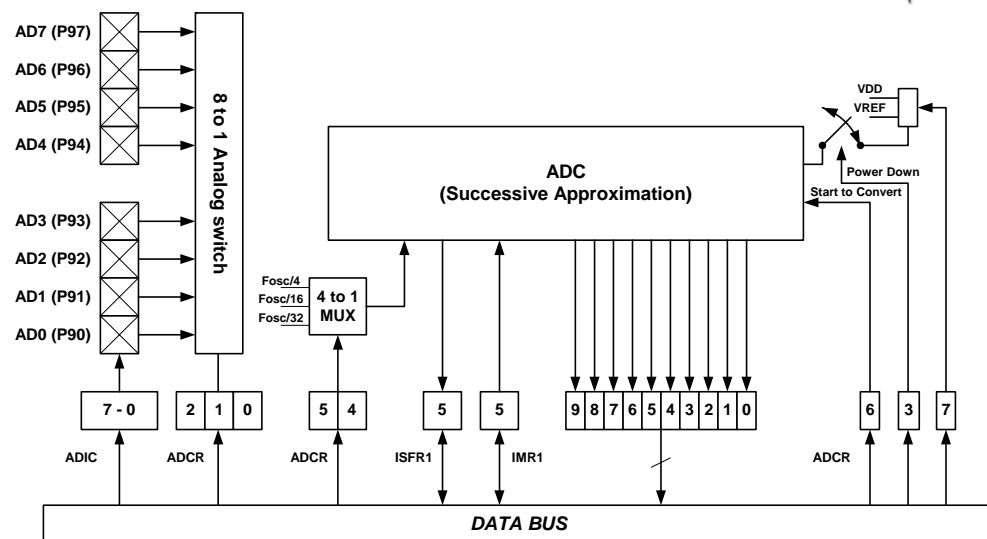 AD7 (P97)
AD6 (P96)
AD5 (P95)
AD4 (P94)
AD3 (P93)
AD2 (P92)
AD1 (P91)
AD0 (P90)
8 to 1 Analog switch
ADC
(Successive Approximation)
VDD
VREF
Power Down
Start to Convert
Fosc/4
Fosc/16
Fosc/32
4 to 1
MUX
7 - 0
2 1 0
5 4
5
5
9 8 7 6 5 4 3 2 1 0
6
3
7
ADIC
ADCR
ADCR
ISFR1
IMR1
ADCR
DATA BUS